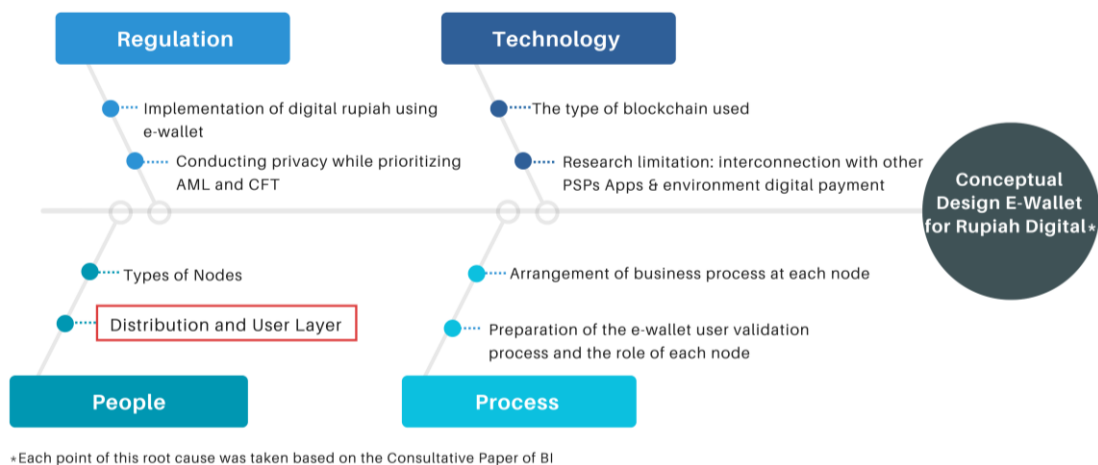 Regulation
Technology
Implementation of digital rupiah using
e-wallet
Conducting privacy while prioritizing
AML and CFT
The type of blockchain used
Research limitation: interconnection with other
PSPs Apps & environment digital payment
Conceptual
Design E-Wallet
for Rupiah Digital*
Types of Nodes
Distribution and User Layer
Arrangement of business process at each node
Preparation of the e-wallet user validation
process and the role of each node
People
Process
*Each point of this root cause was taken based on the Consultative Paper of BI